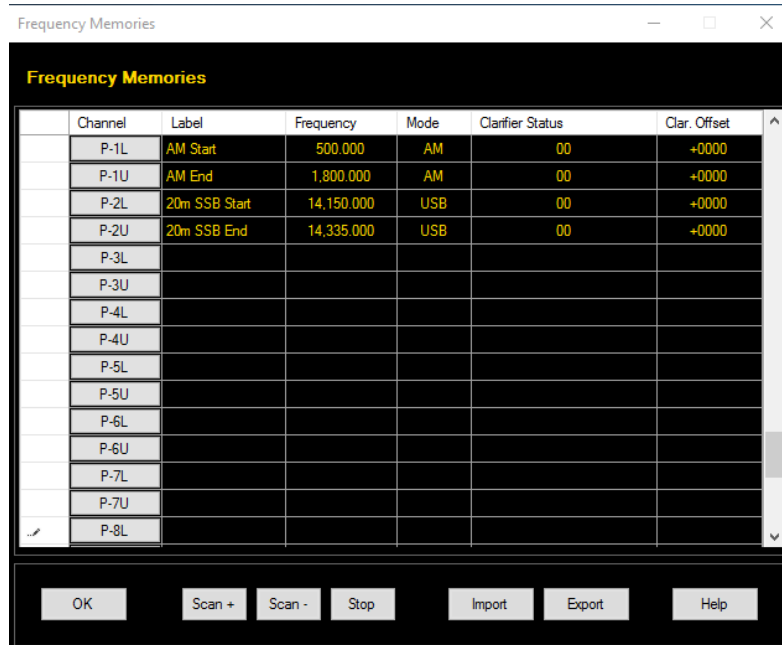 Frequency Memories
Frequency Memories
Channel Label Frequency Mode Clarifier Status Clar. Offset
P-1L AM Start 500.000 AM 00 +0000
P-1U AM End 1,800.000 AM 00 +0000
P-2L 20m SSB Start 14,150.000 USB 00 +0000
P-2U 20m SSB End 14,335.000 USB 00 +0000
P-3L
P-3U
P-4L
P-4U
P-5L
P-5U
P-6L
P-6U
P-7L
P-7U
P-8L
OK Scan + Scan - Stop Import Export Help